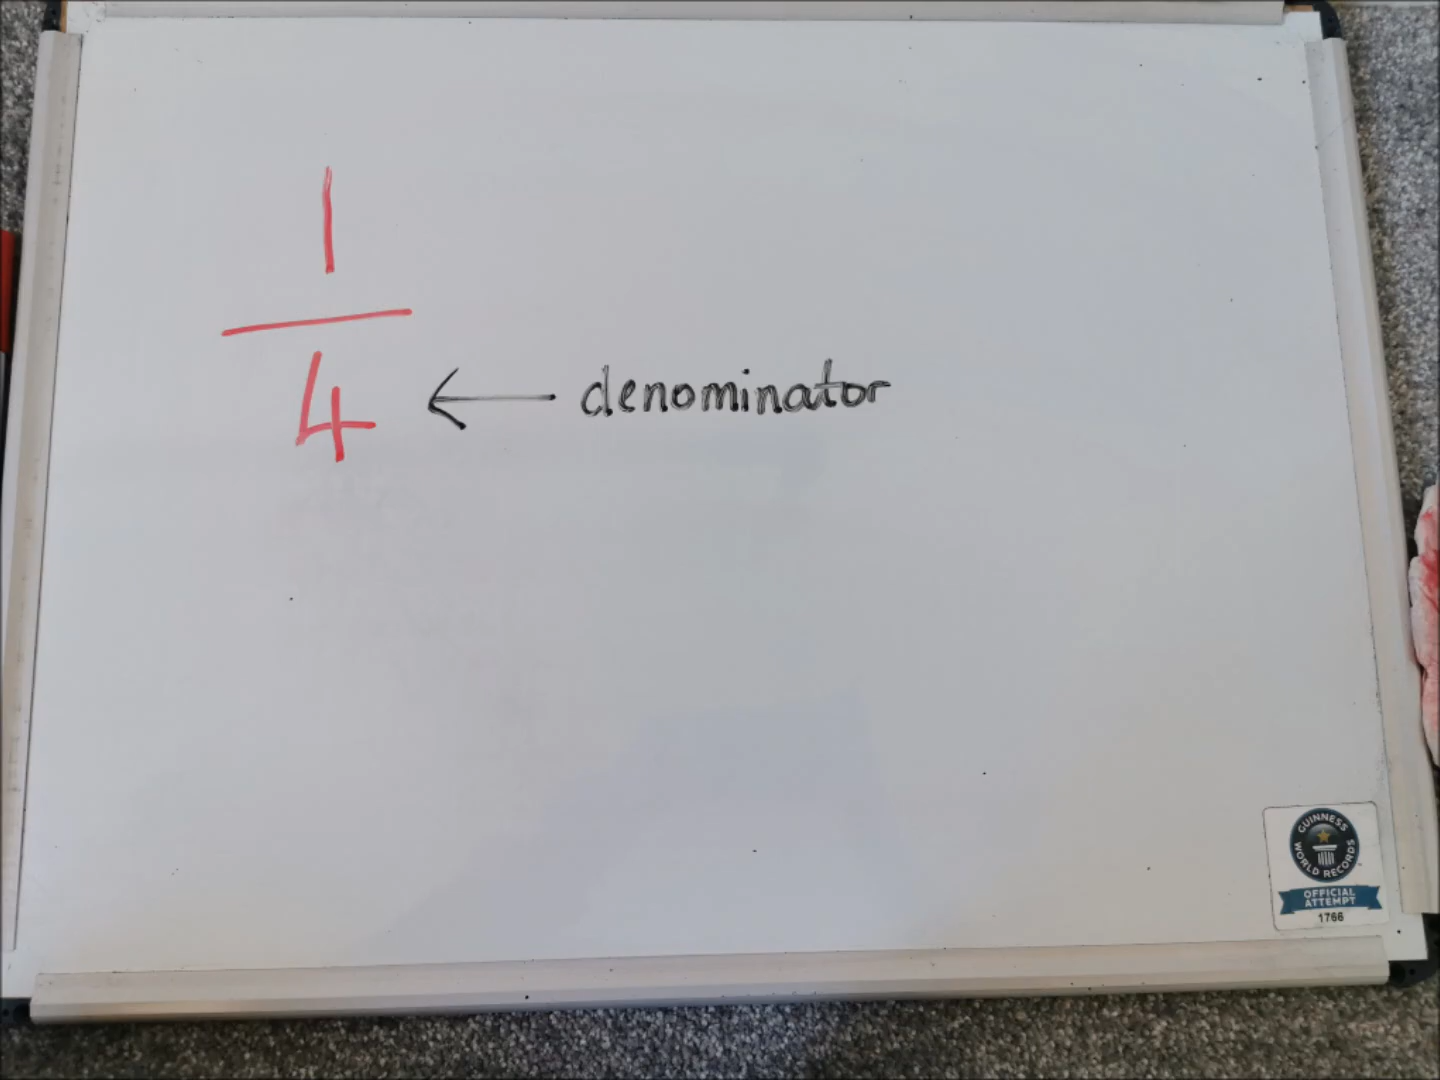 1
4 ← denominator
GUINNESS
WORLD RECORDS
OFFICIAL
ATTEMPT
1766